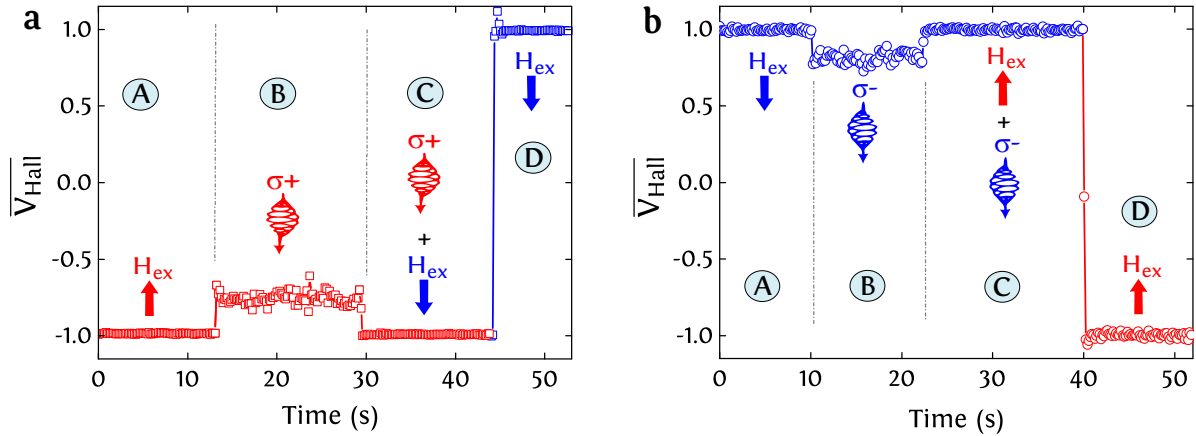 a
1.0
0.5
0.0
-0.5
-1.0
V̅H̅a̅l̅l̅
A
B
C
D
Hex
σ+
σ+
+
Hex
Hex
0 10 20 30 40 50
Time (s)
b
1.0
0.5
0.0
-0.5
-1.0
V̅H̅a̅l̅l̅
Hex
σ-
Hex
+
σ-
A
B
C
D
Hex
0 10 20 30 40 50
Time (s)